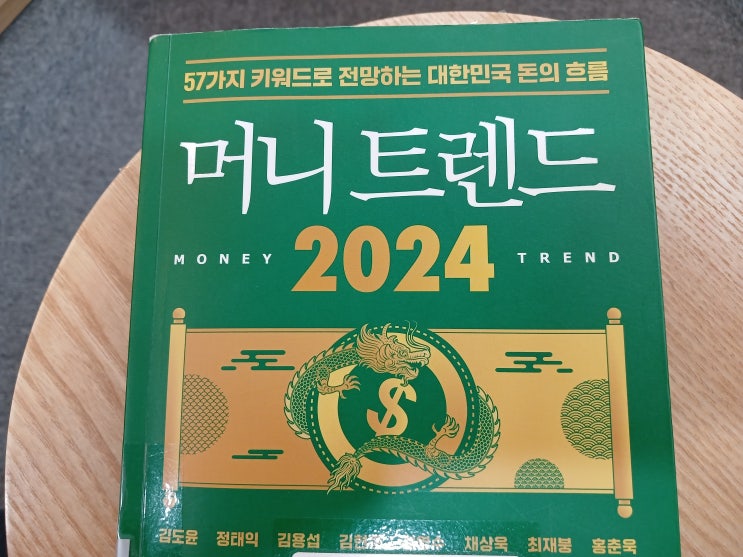 57가지 키워드로 전망하는 대한민국 돈의 흐름
머니 트렌드
MONEY 2024 TREND
$
김도윤 정태익 김용섭 채상욱 최재붕 홍춘욱